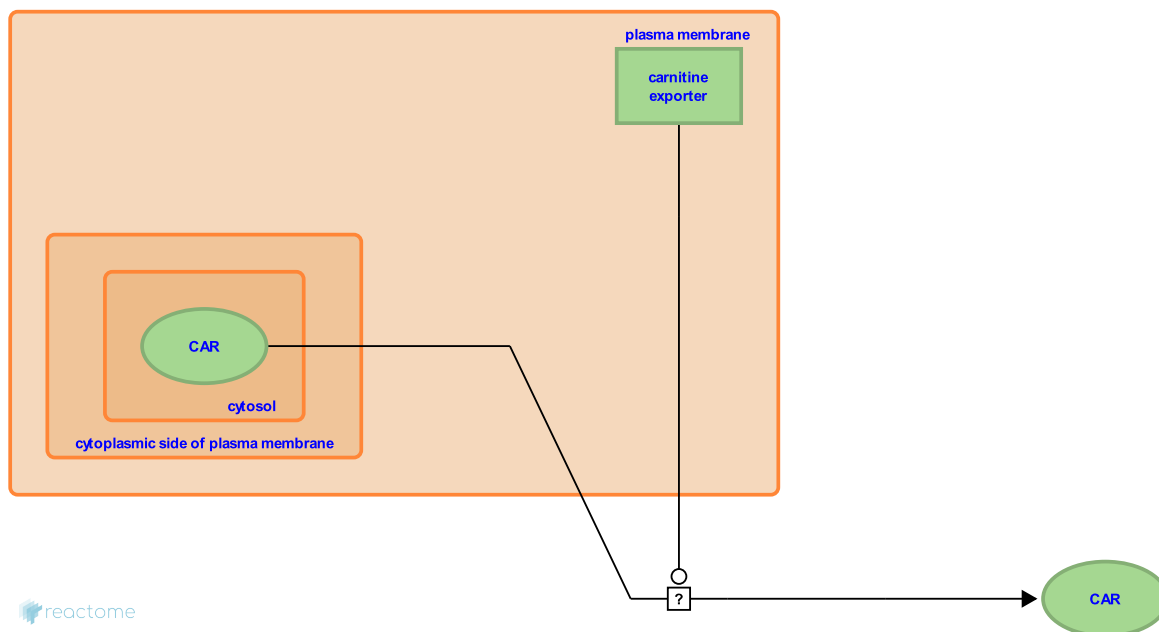 plasma membrane
carnitine
exporter
CAR
cytosol
cytoplasmic side of plasma membrane
?
CAR
reactome